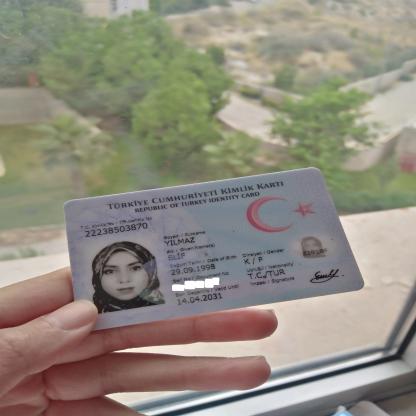 TÜRKİYE CUMHURİYETİ KİMLİK KARTI
REPUBLIC OF TURKEY IDENTITY CARD
T.C. Kimlik No / TR Identity No
22238503870
Soyadı / Surname
YILMAZ
Adı / Given Name(s)
ELİF
Doğum Tarihi / Date of Birth
29.09.1998
Cinsiyeti / Gender
K / F
Seri No / Document No
Uyruğu / Nationality
T.C./TUR
Son Geçerlilik / Valid Until
14.04.2031
İmzası / Signature